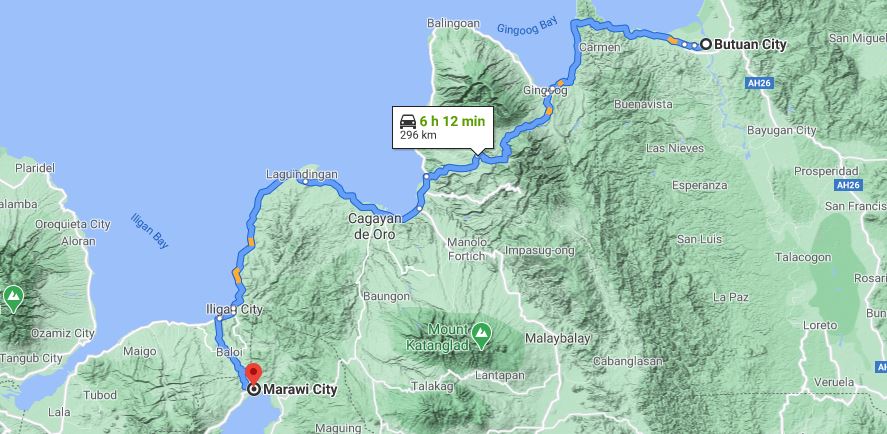 Balingoan
Gingoog Bay
Carmen
Butuan City
San Miguel
AH26
Gingoog
Buenavista
6 h 12 min
296 km
Bayugan City
Plaridel
Las Nieves
Prosperidad
Laguindingan
Esperanza
AH26
Oroquieta City
Iligan Bay
Cagayan
de Oro
San Francis
Aloran
Manolo
Fortich
Impasug-ong
San Luis
Talacogon
Baungon
La Paz
Iligan City
Mount
Katanglad
Malaybalay
Loreto
Ozamiz City
Maigo
Baloi
Tangub City
Cabanglasan
Lantapan
Veruela
Marawi City
Talakag
Tubod
Lala
Maguing